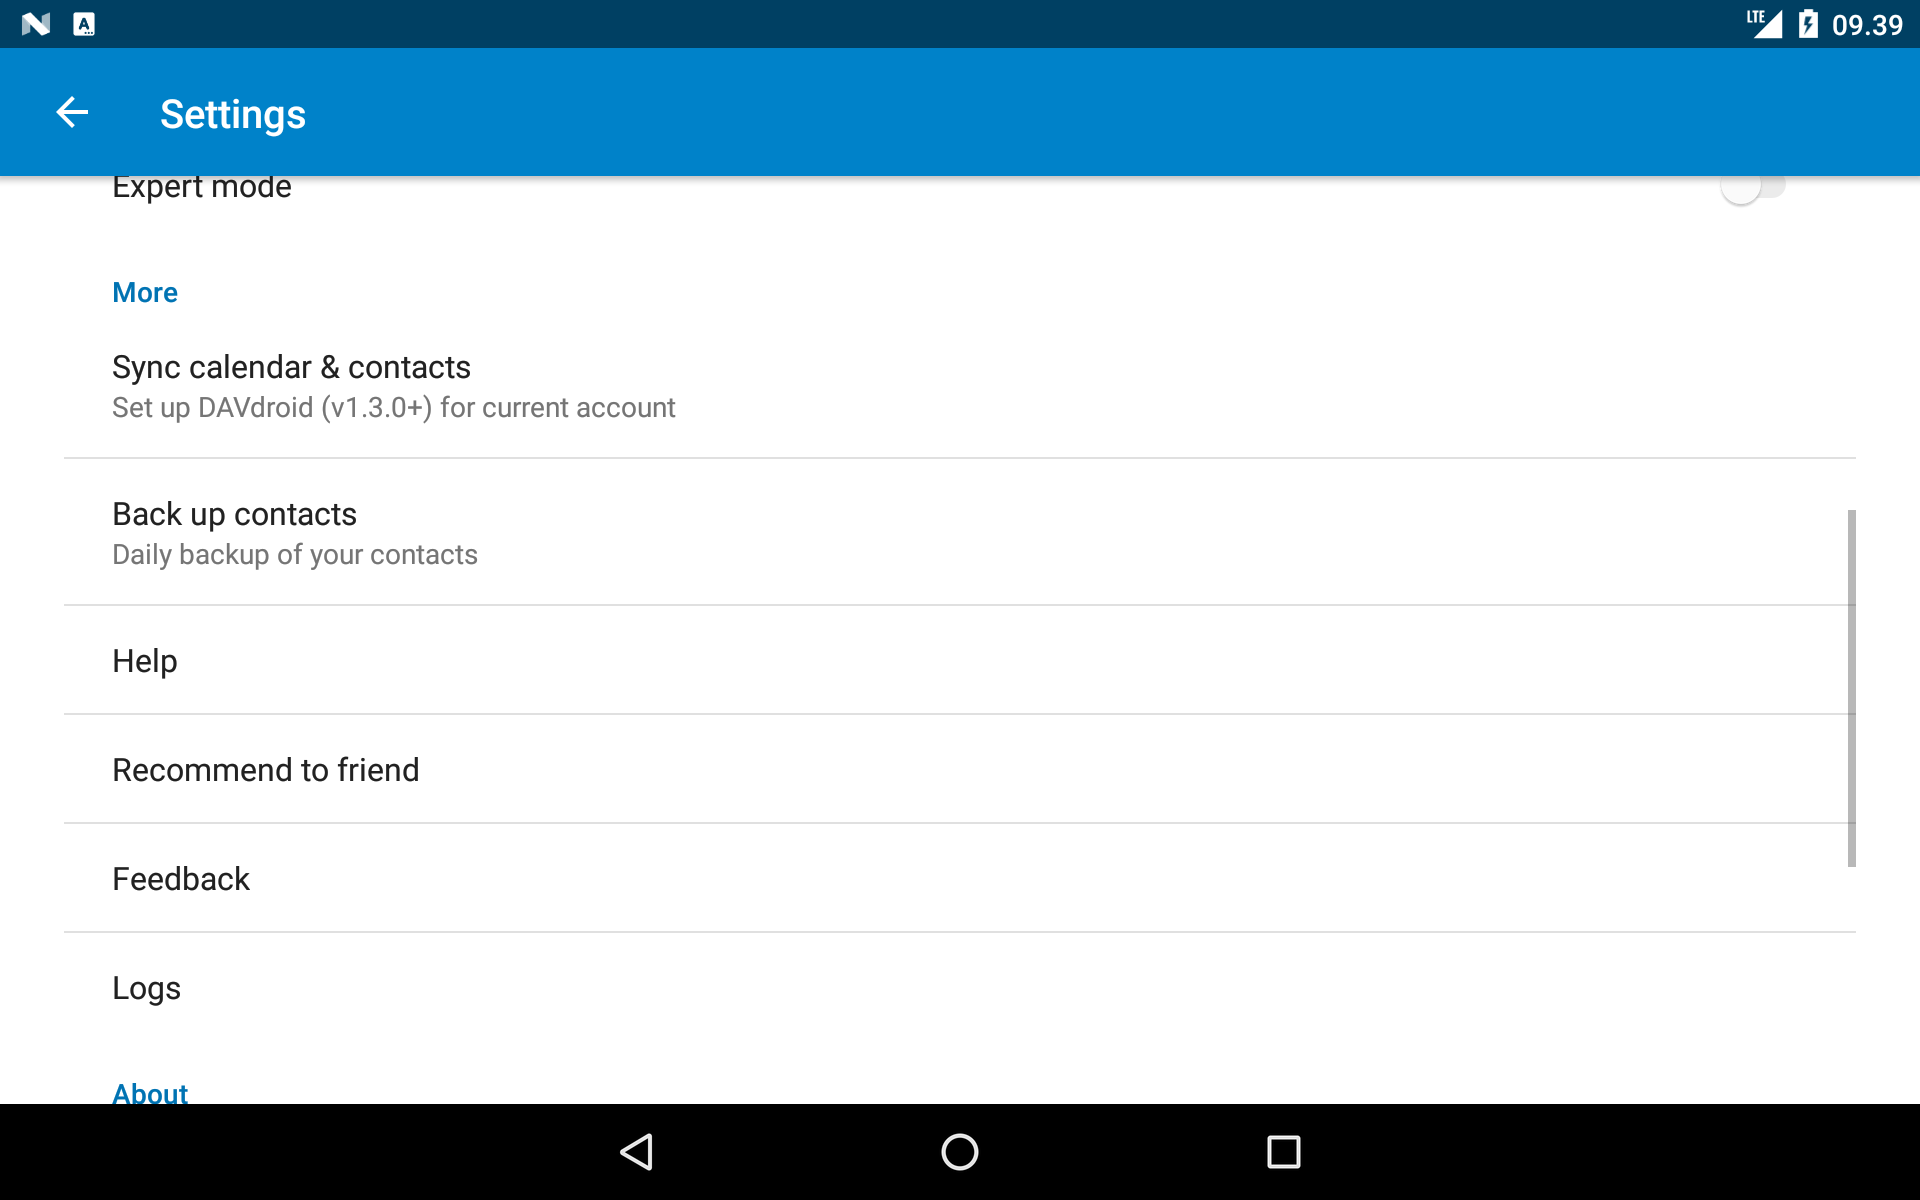 LTE 09.39
Settings
Expert mode
More
Sync calendar & contacts
Set up DAVdroid (v1.3.0+) for current account
Back up contacts
Daily backup of your contacts
Help
Recommend to friend
Feedback
Logs
About